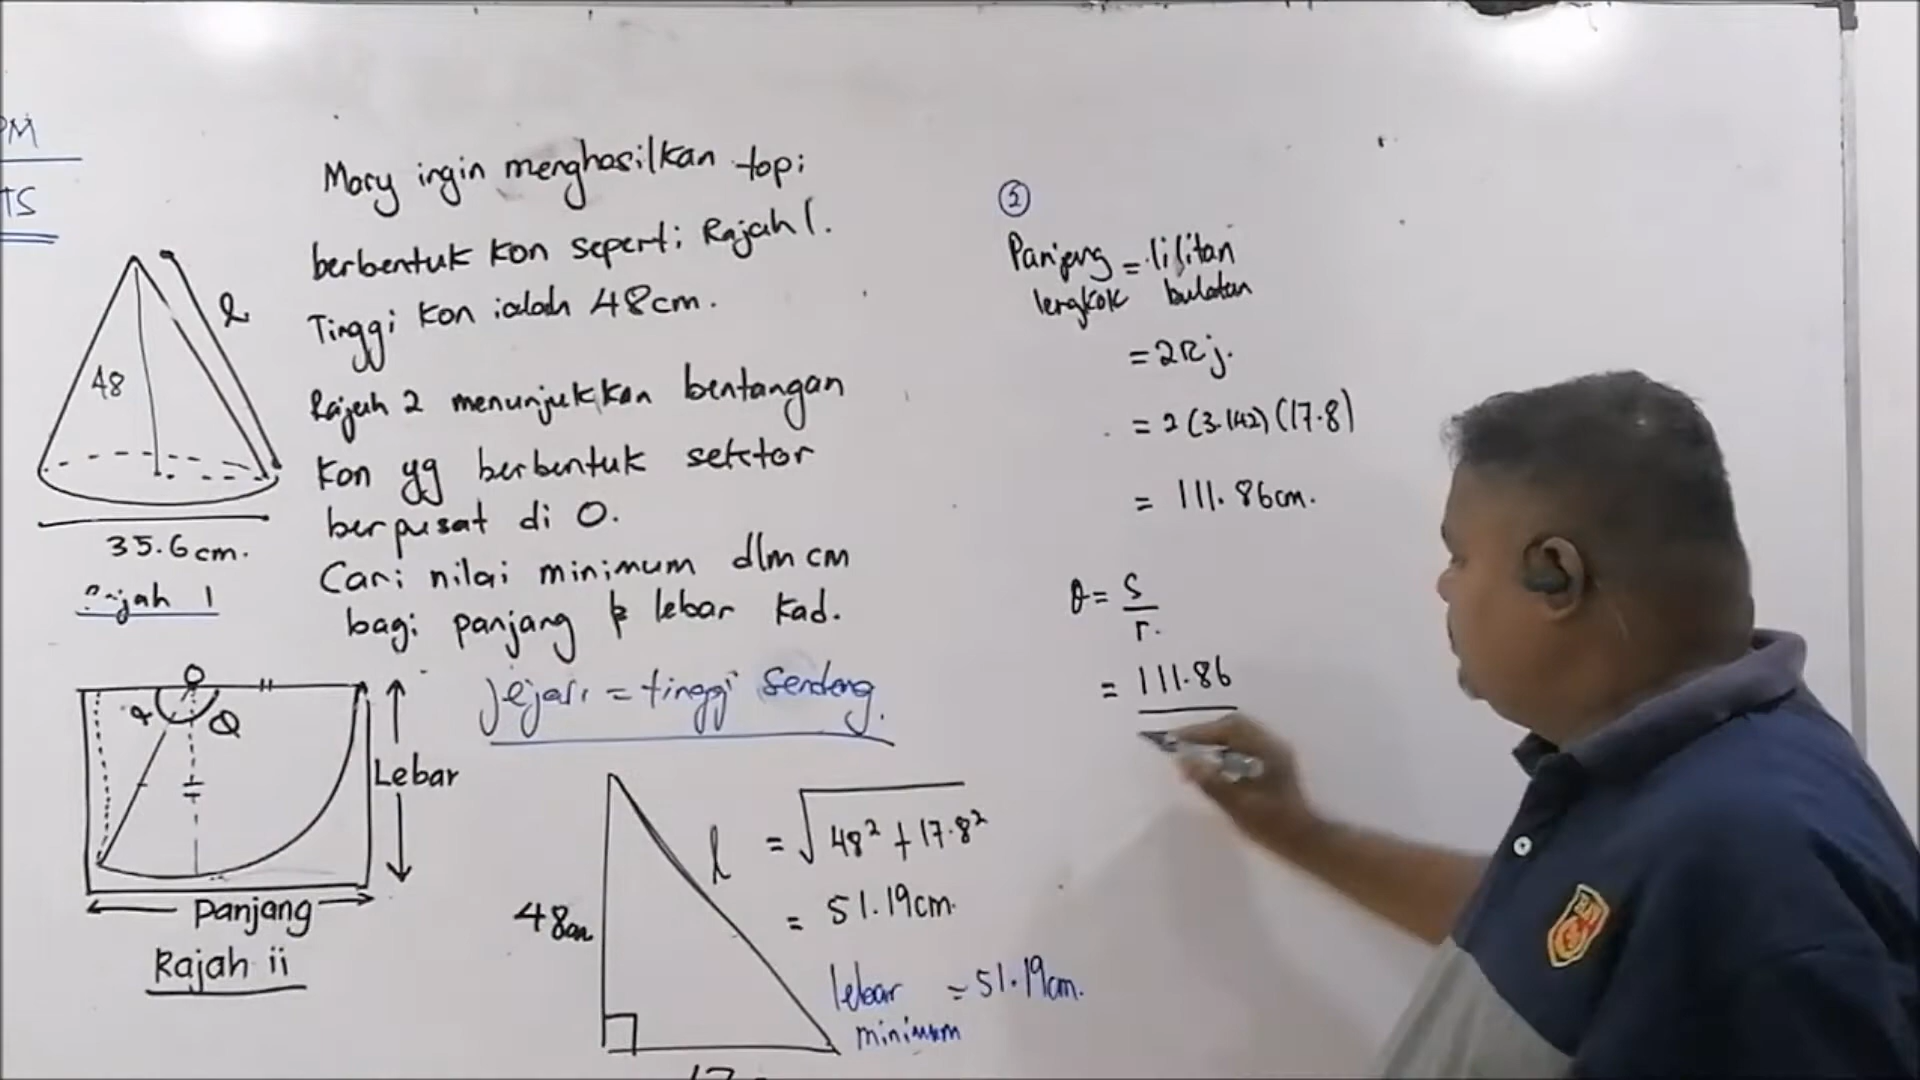 PM
TS
Mary ingin menghasilkan topi
berbentuk kon seperti Rajah 1.
Tinggi kon ialah 48cm.
Rajah 2 menunjukkan bentangan
kon yg berbentuk sektor
berpusat di O.
Cari nilai minimum dlm cm
bagi panjang & lebar kad.
l
48
35.6cm.
Rajah 1
O
α
θ
Lebar
Panjang
Rajah ii
Jejari = tinggi sendeng.
48cm
l = √48² + 17.8²
= 51.19cm.
lebar = 51.19cm.
minimum
17
②
Panjang = lilitan
lengkok bulatan
= 2πj.
= 2(3.142)(17.8)
= 111.86cm.
θ = s
r.
= 111.86